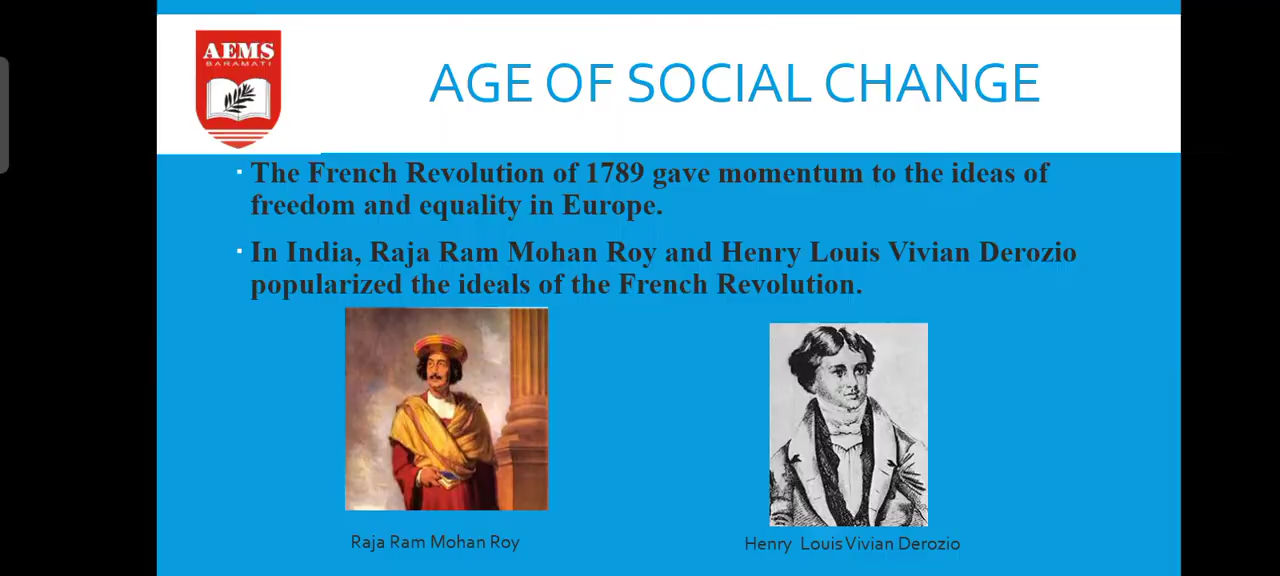 AEMS
BARAMATI
AGE OF SOCIAL CHANGE
▪ The French Revolution of 1789 gave momentum to the ideas of
freedom and equality in Europe.
▪ In India, Raja Ram Mohan Roy and Henry Louis Vivian Derozio
popularized the ideals of the French Revolution.
Raja Ram Mohan Roy
Henry Louis Vivian Derozio